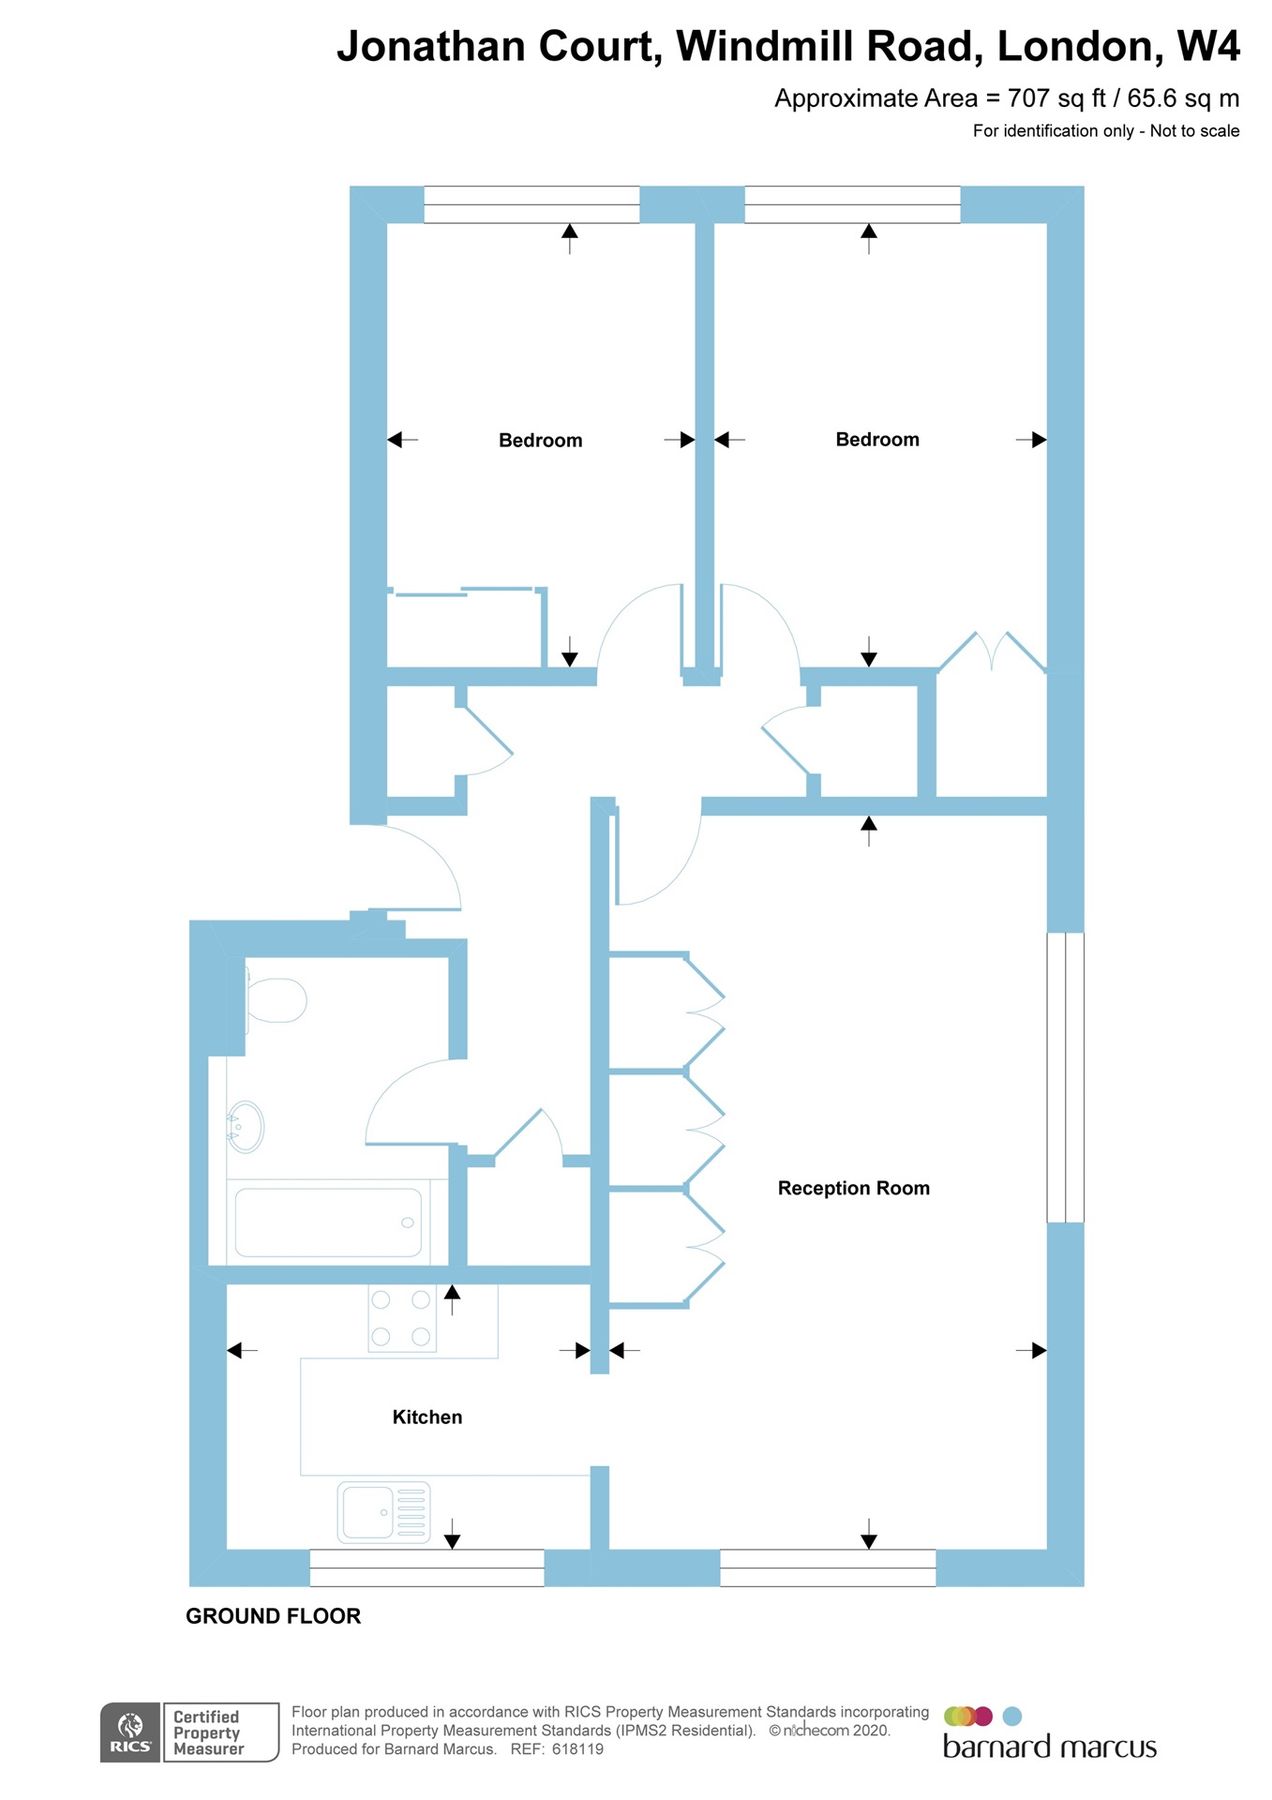 Jonathan Court, Windmill Road, London, W4
Approximate Area = 707 sq ft / 65.6 sq m
For identification only - Not to scale
Bedroom
Bedroom
Reception Room
Kitchen
GROUND FLOOR
RICS
Certified
Property
Measurer
Floor plan produced in accordance with RICS Property Measurement Standards incorporating
International Property Measurement Standards (IPMS2 Residential). © nichecom 2020.
Produced for Barnard Marcus. REF: 618119
barnard marcus